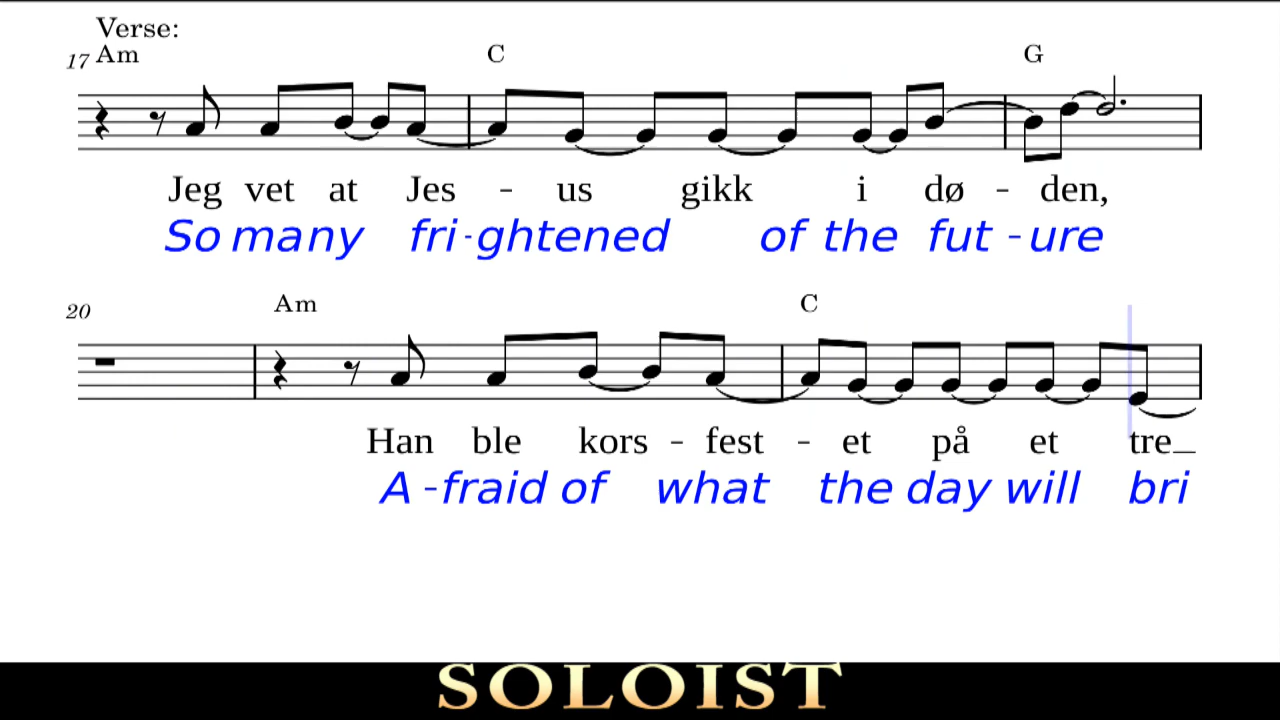 Verse:
17 Am C G
Jeg vet at Jes - us gikk i dø - den,
So many fri-ghtened of the fut -ure
20 Am C
Han ble kors - fest - et på et tre_
A -fraid of what the day will bri
SOLOIST